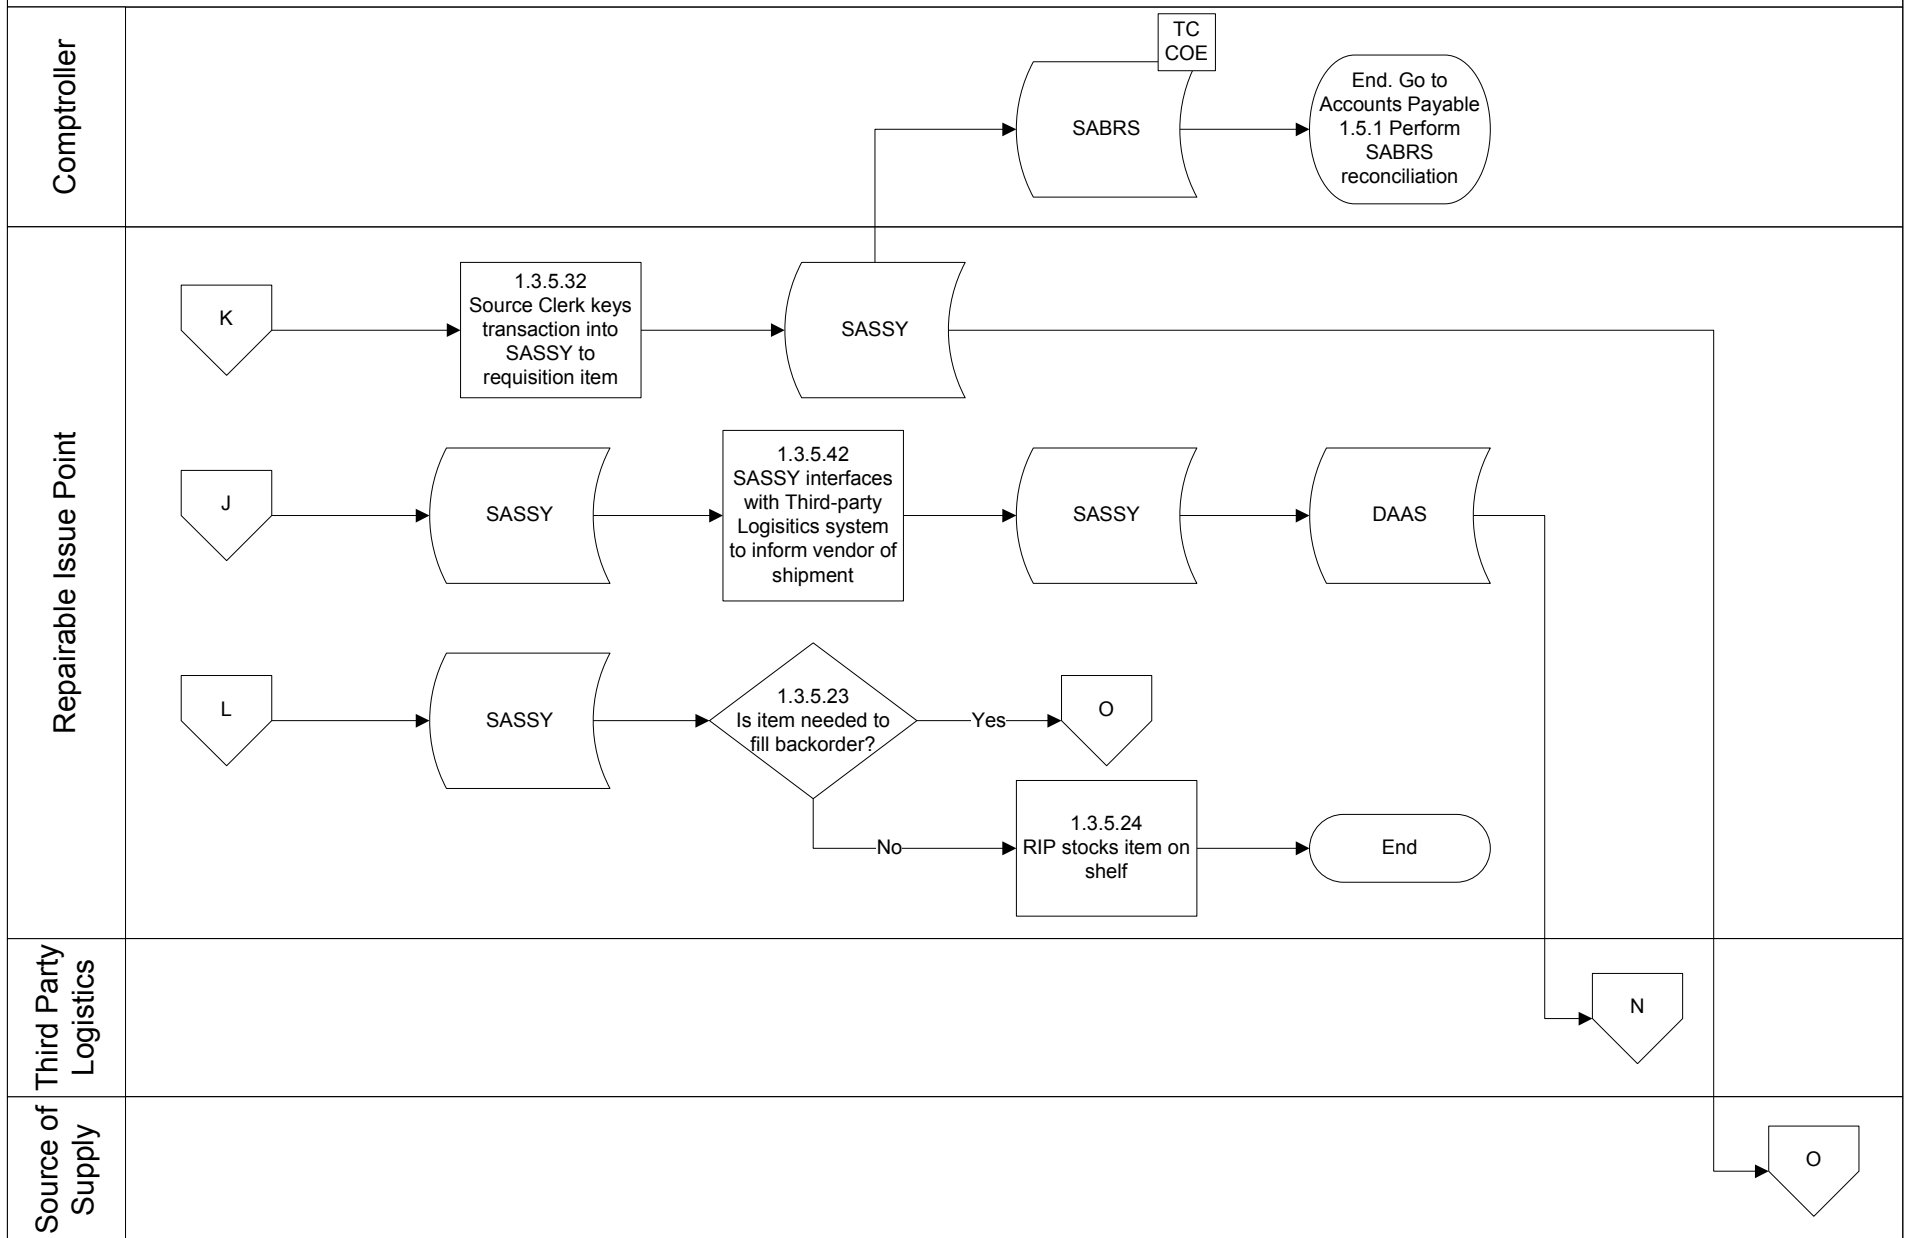 Comptroller
TC
COE
SABRS
End. Go to
Accounts Payable
1.5.1 Perform
SABRS
reconciliation
Repairable Issue Point
K
1.3.5.32
Source Clerk keys
transaction into
SASSY to
requisition item
SASSY
J
SASSY
1.3.5.42
SASSY interfaces
with Third-party
Logisitics system
to inform vendor of
shipment
SASSY
DAAS
L
SASSY
1.3.5.23
Is item needed to
fill backorder?
Yes
O
No
1.3.5.24
RIP stocks item on
shelf
End
Third Party
Logistics
N
Source of
Supply
O